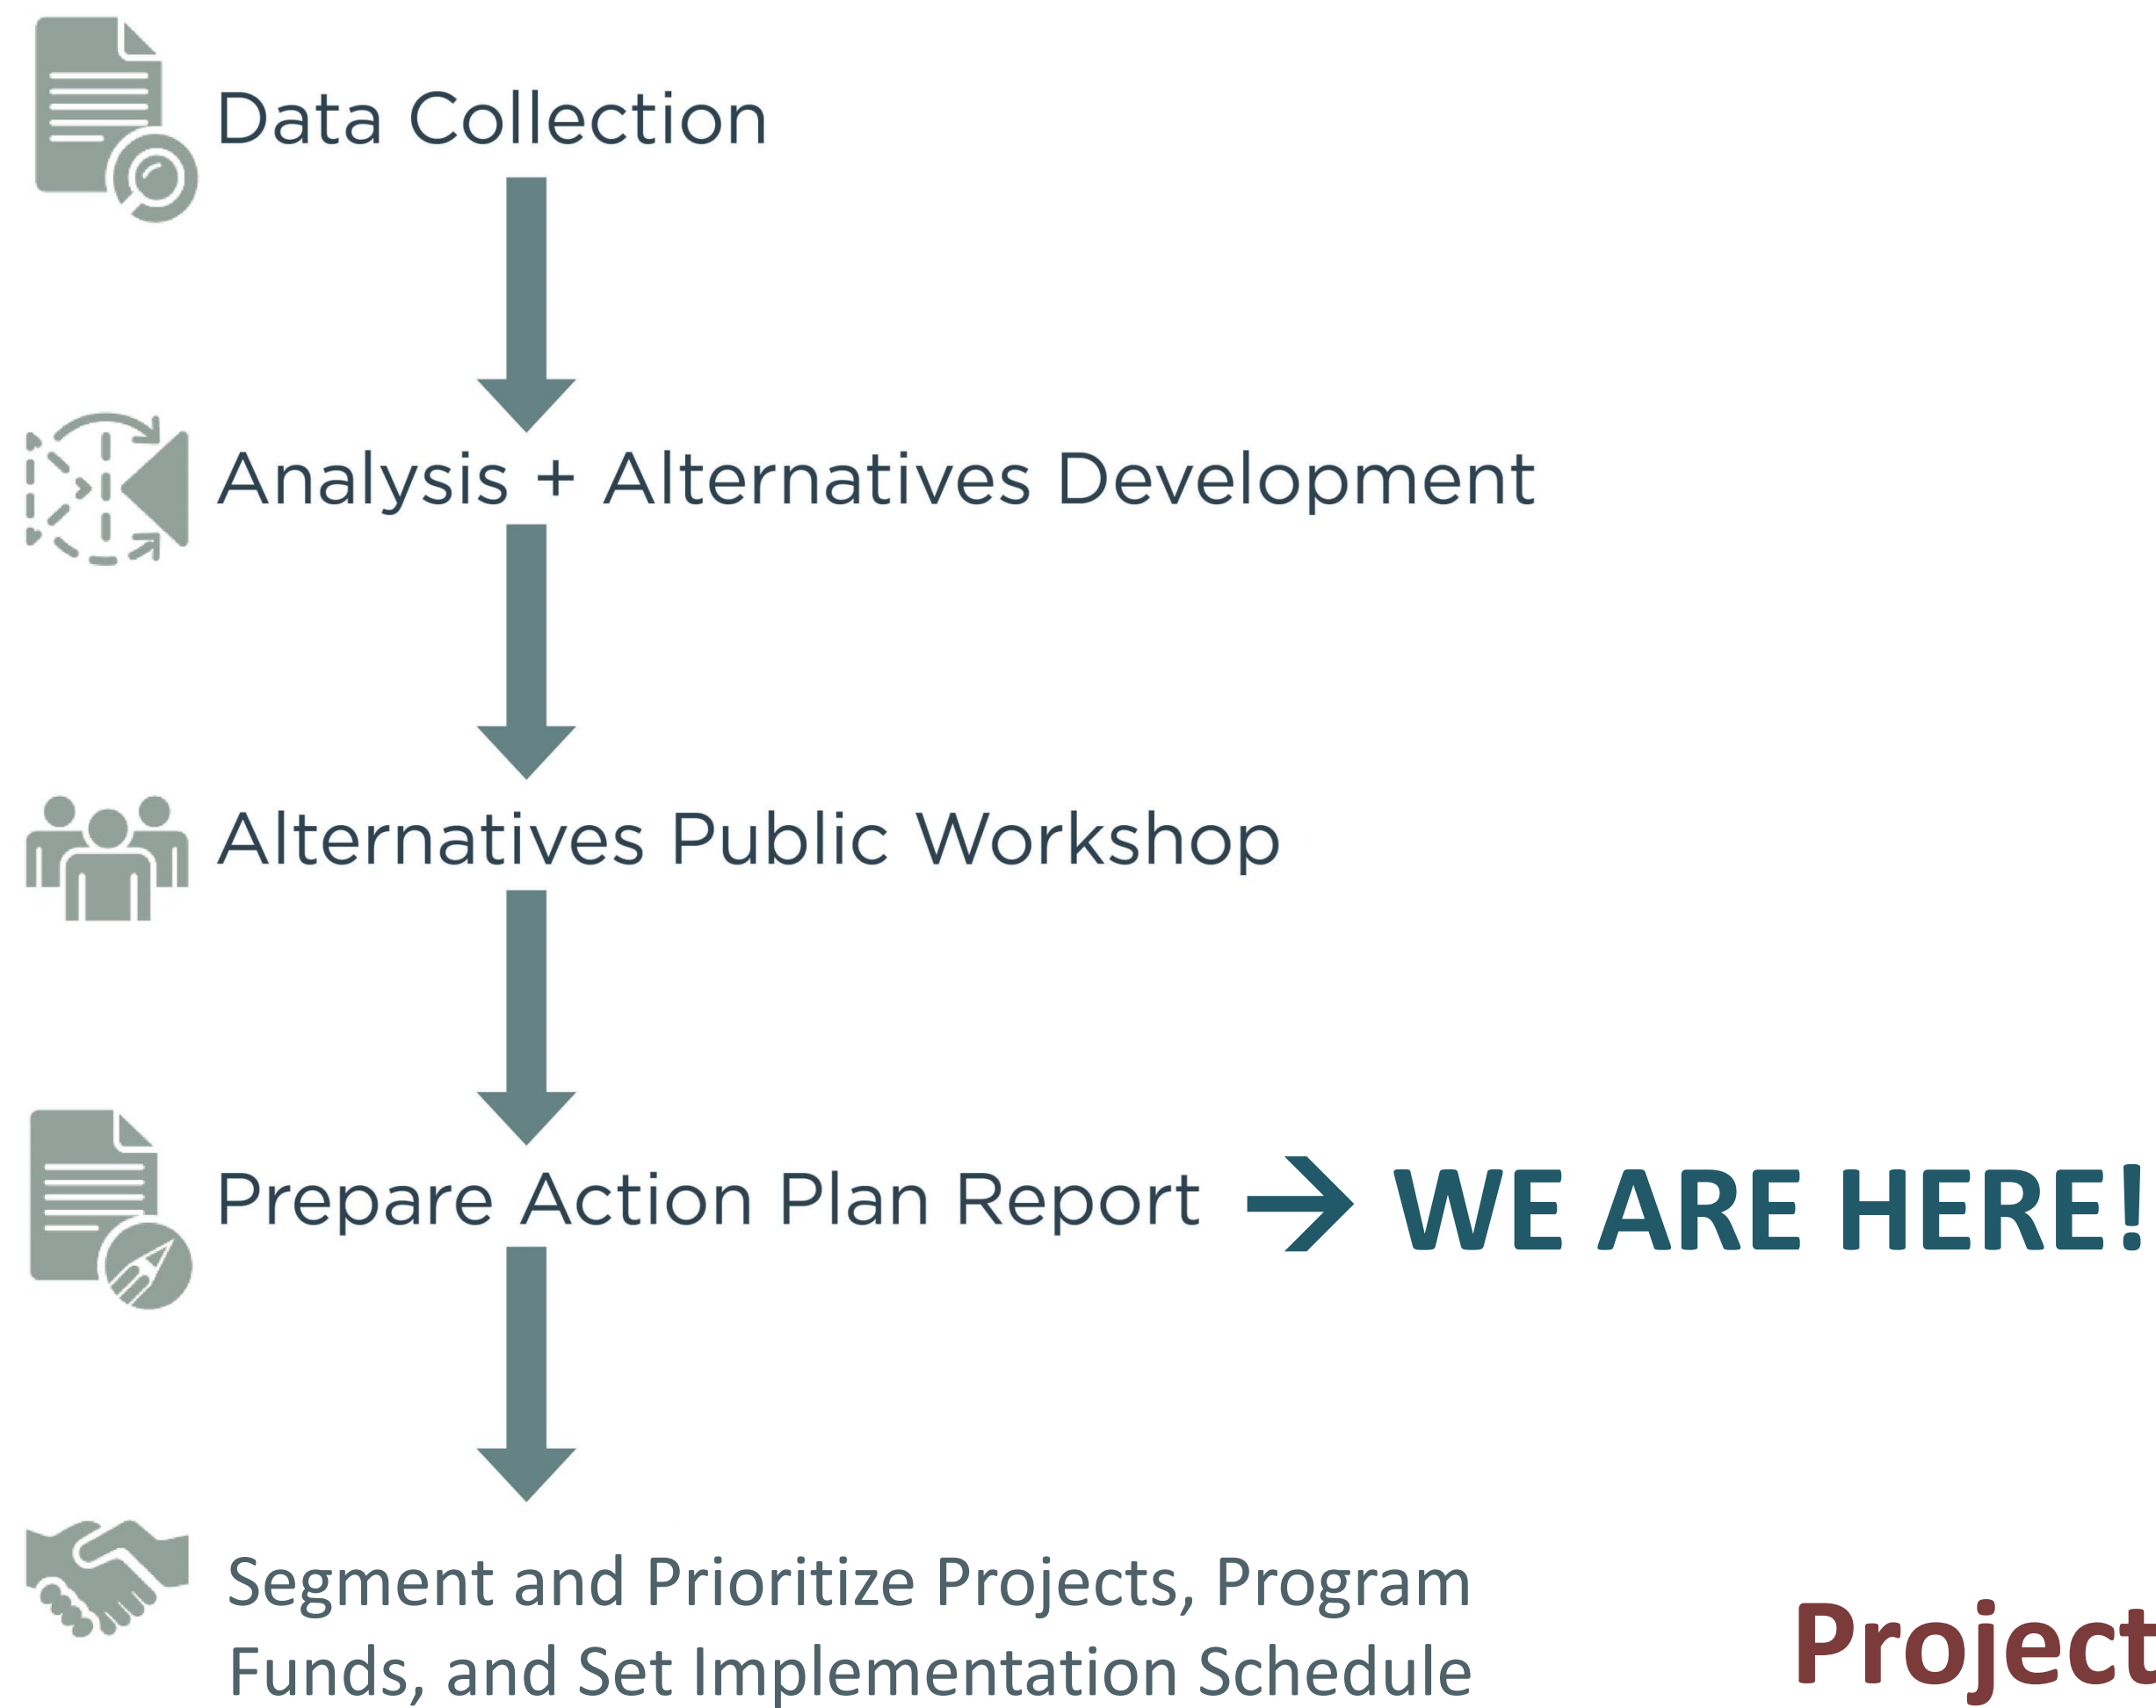 Data Collection
Analysis + Alternatives Development
Alternatives Public Workshop
Prepare Action Plan Report → WE ARE HERE!
Segment and Prioritize Projects, Progam
Funds, and Set Implementation Schedule
Project